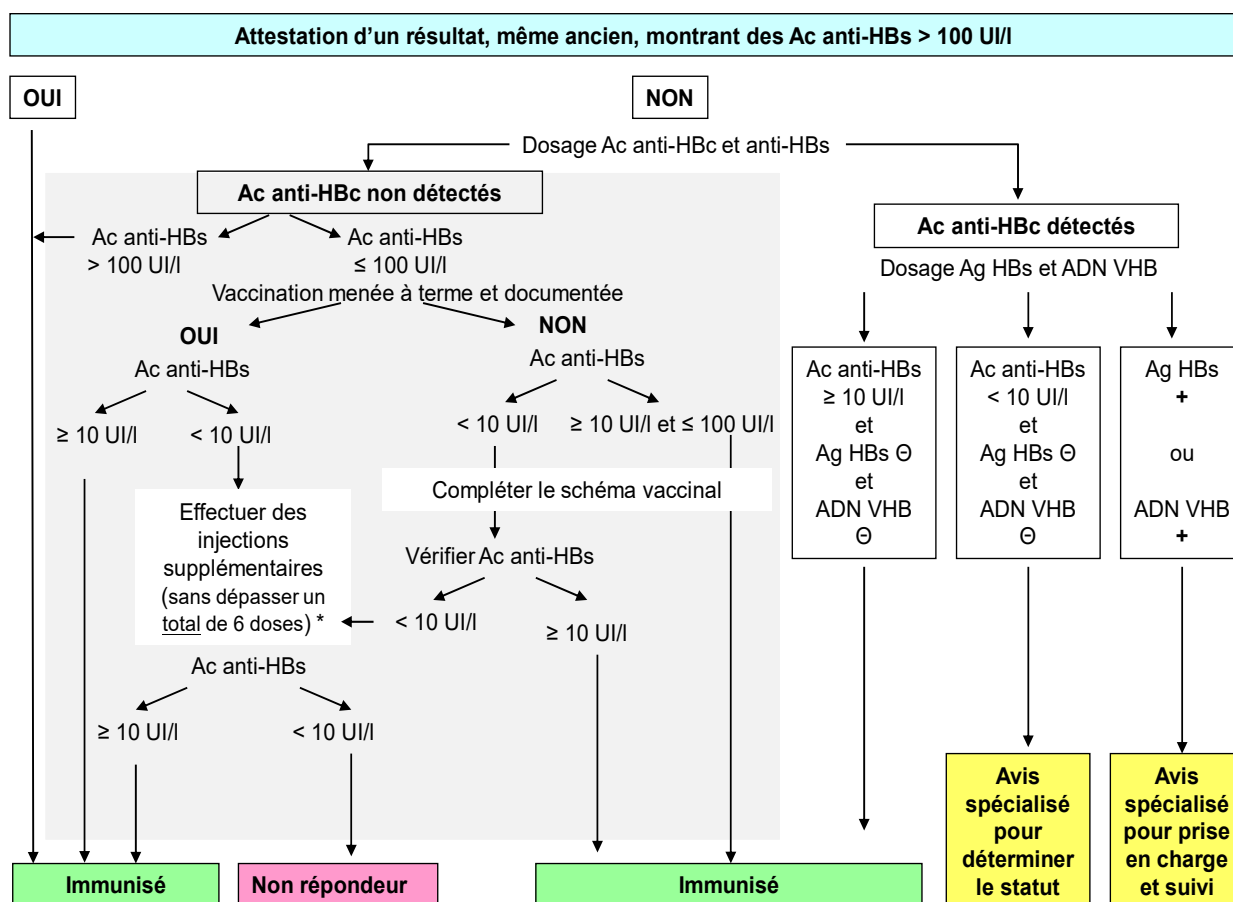 Attestation d'un résultat, même ancien, montrant des Ac anti-HBs > 100 UI/l
OUI
NON
Dosage Ac anti-HBc et anti-HBs
Ac anti-HBc non détectés
Ac anti-HBs
> 100 UI/l
Ac anti-HBs
≤ 100 UI/l
Vaccination menée à terme et documentée
OUI
Ac anti-HBs
≥ 10 UI/l
< 10 UI/l
NON
Ac anti-HBs
< 10 UI/l
≥ 10 UI/l et ≤ 100 UI/l
Effectuer des
injections
supplémentaires
(sans dépasser un
total de 6 doses) *
Compléter le schéma vaccinal
Vérifier Ac anti-HBs
< 10 UI/l
≥ 10 UI/l
Ac anti-HBs
≥ 10 UI/l
< 10 UI/l
Ac anti-HBc détectés
Dosage Ag HBs et ADN VHB
Ac anti-HBs
≥ 10 UI/l
et
Ag HBs Θ
et
ADN VHB
Θ
Ac anti-HBs
< 10 UI/l
et
Ag HBs Θ
et
ADN VHB
Θ
Ag HBs
+
ou
ADN VHB
+
Immunisé
Non répondeur
Immunisé
Avis
spécialisé
pour
déterminer
le statut
Avis
spécialisé
pour prise
en charge
et suivi